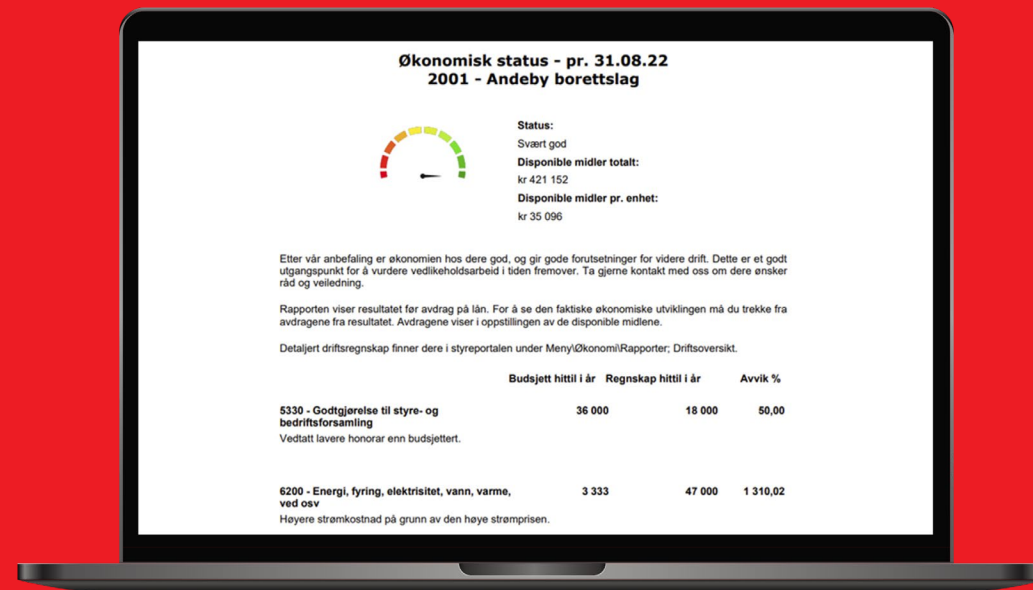 Økonomisk status - pr. 31.08.22
2001 - Andeby borettslag
Status:
Svært god
Disponible midler totalt:
kr 421 152
Disponible midler pr. enhet:
kr 35 096
Etter vår anbefaling er økonomien hos dere god, og gir gode forutsetninger for videre drift. Dette er et godt
utgangspunkt for å vurdere vedlikeholdsarbeid i tiden fremover. Ta gjerne kontakt med oss om dere ønsker
råd og veiledning.
Rapporten viser resultatet før avdrag på lån. For å se den faktiske økonomiske utviklingen må du trekke fra
avdragene fra resultatet. Avdragene viser i oppstillingen av de disponible midlene.
Detaljert driftsregnskap finner dere i styreportalen under Meny\Økonomi\Rapporter; Driftsoversikt.
Budsjett hittil i år Regnskap hittil i år Avvik %
5330 - Godtgjørelse til styre- og 36 000 18 000 50,00
bedriftsforsamling
Vedtatt lavere honorar enn budsjettert.
6200 - Energi, fyring, elektrisitet, vann, varme, 3 333 47 000 1 310,02
ved osv
Høyere strømkostnad på grunn av den høye strømprisen.